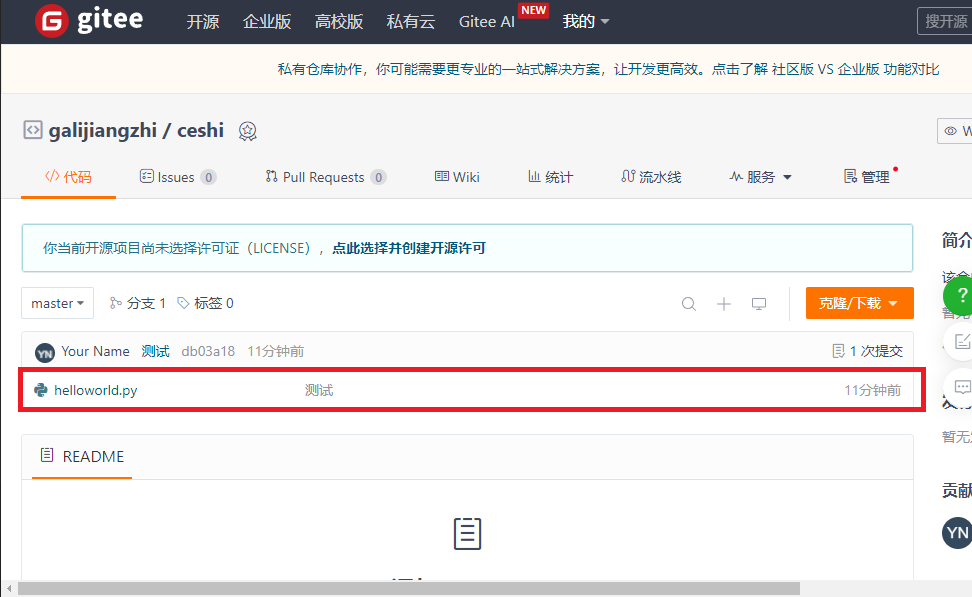 gitee 开源 企业版 高校版 私有云 Gitee AI NEW 我的 搜开源
私有仓库协作，你可能需要更专业的一站式解决方案，让开发更高效。点击了解 社区版 VS 企业版 功能对比
galijiangzhi / ceshi W
代码 Issues 0 Pull Requests 0 Wiki 统计 流水线 服务 管理
你当前开源项目尚未选择许可证（LICENSE），点此选择并创建开源许可
简介
master 分支 1 标签 0 克隆/下载
?
YN Your Name 测试 db03a18 11分钟前 1 次提交
helloworld.py 测试 11分钟前
暂无
README
贡献
YN